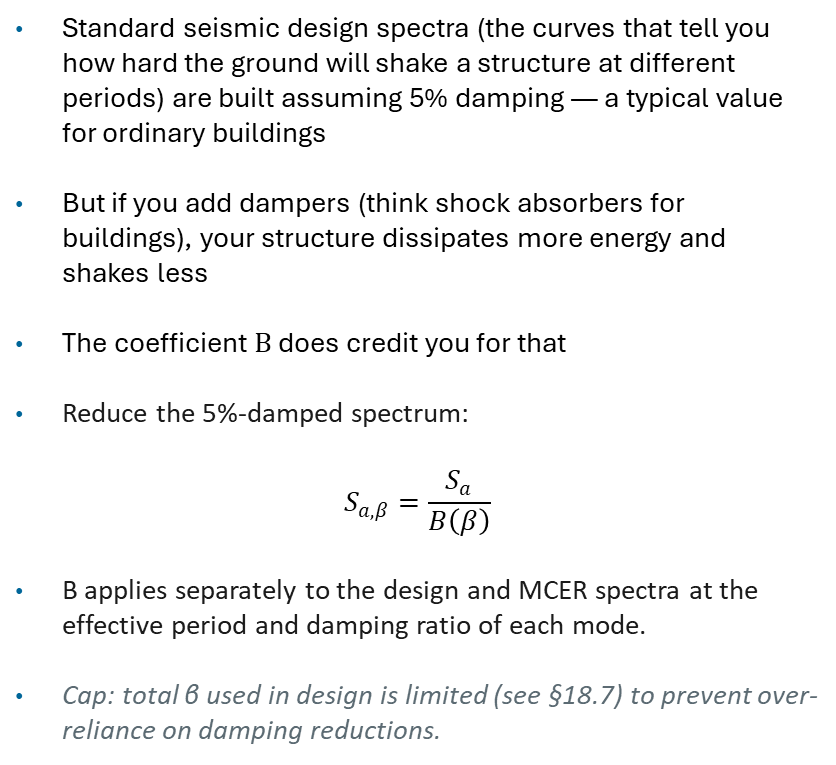 • Standard seismic design spectra (the curves that tell you
how hard the ground will shake a structure at different
periods) are built assuming 5% damping — a typical value
for ordinary buildings
• But if you add dampers (think shock absorbers for
buildings), your structure dissipates more energy and
shakes less
• The coefficient B does credit you for that
• Reduce the 5%-damped spectrum:
S_{a,β} = S_a / B(β)
• B applies separately to the design and MCER spectra at the
effective period and damping ratio of each mode.
• Cap: total β used in design is limited (see §18.7) to prevent over-
reliance on damping reductions.